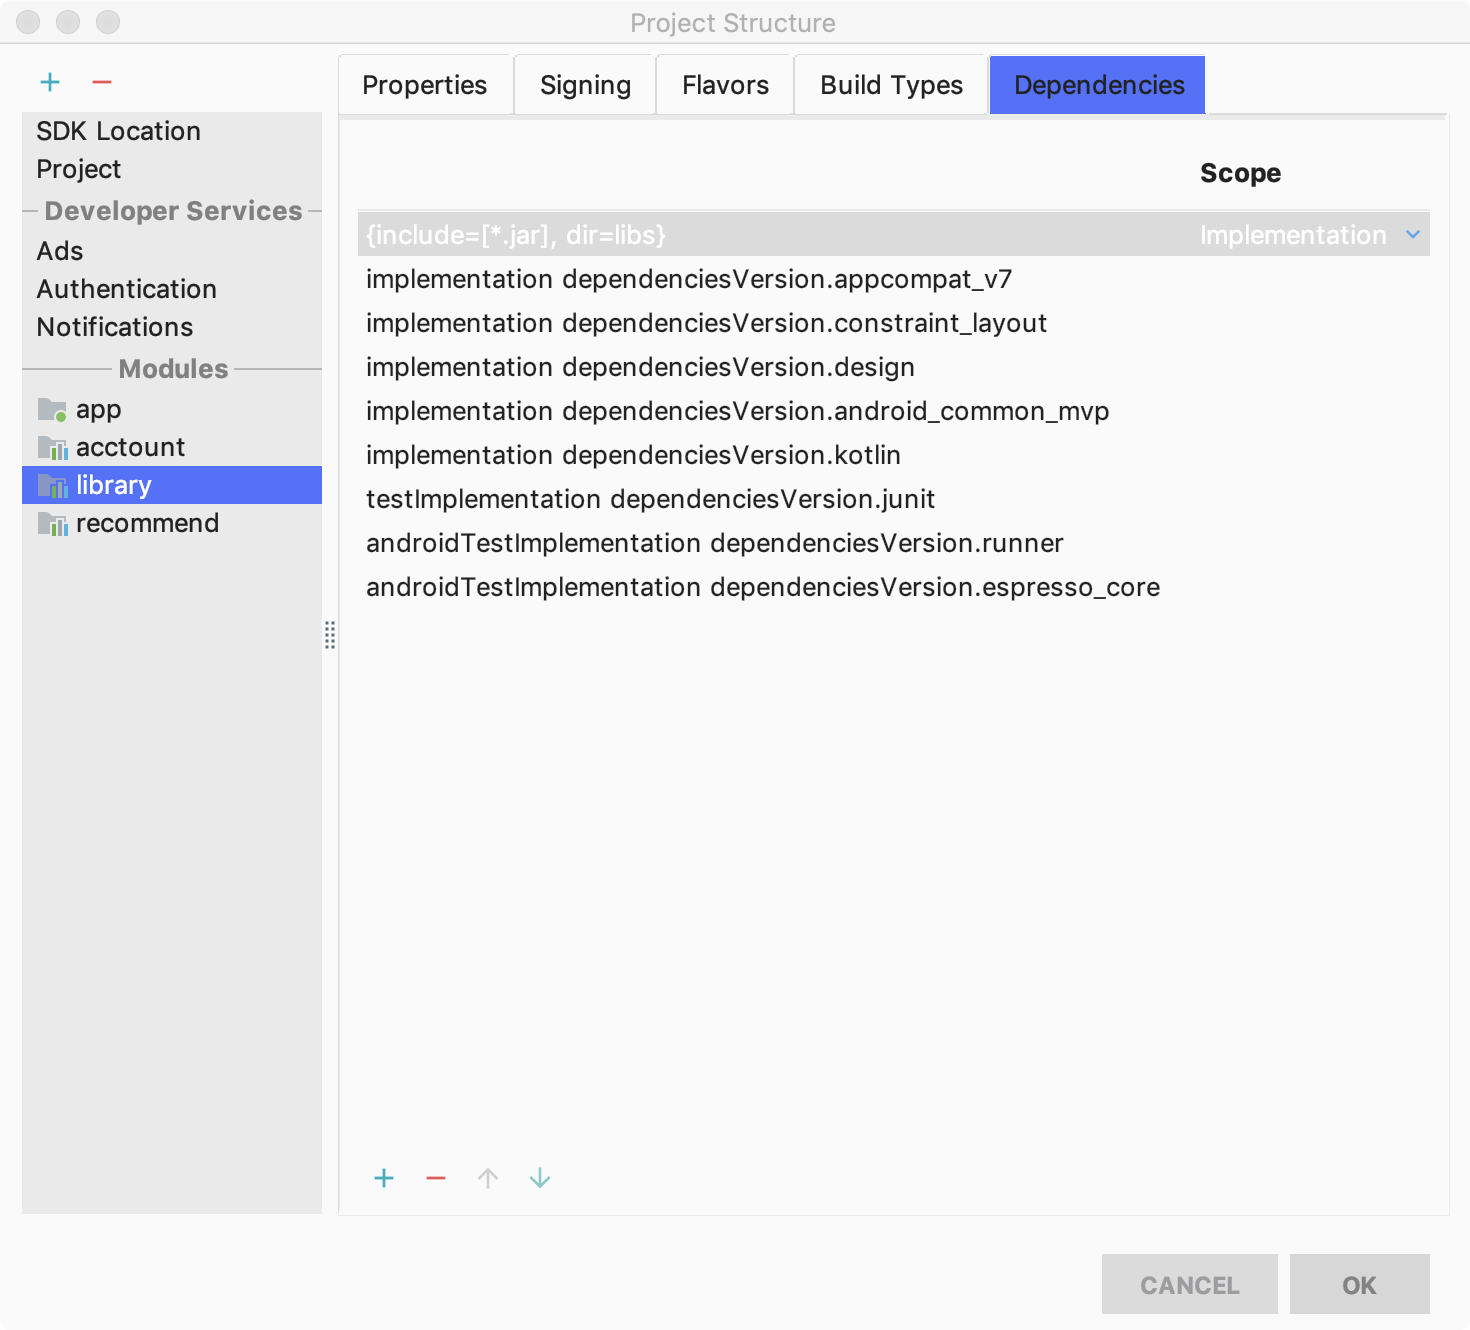 Project Structure
SDK Location
Project
Developer Services
Ads
Authentication
Notifications
Modules
app
acctount
library
recommend
Properties
Signing
Flavors
Build Types
Dependencies
Scope
{include=[*.jar], dir=libs} Implementation
implementation dependenciesVersion.appcompat_v7
implementation dependenciesVersion.constraint_layout
implementation dependenciesVersion.design
implementation dependenciesVersion.android_common_mvp
implementation dependenciesVersion.kotlin
testImplementation dependenciesVersion.junit
androidTestImplementation dependenciesVersion.runner
androidTestImplementation dependenciesVersion.espresso_core
CANCEL
OK